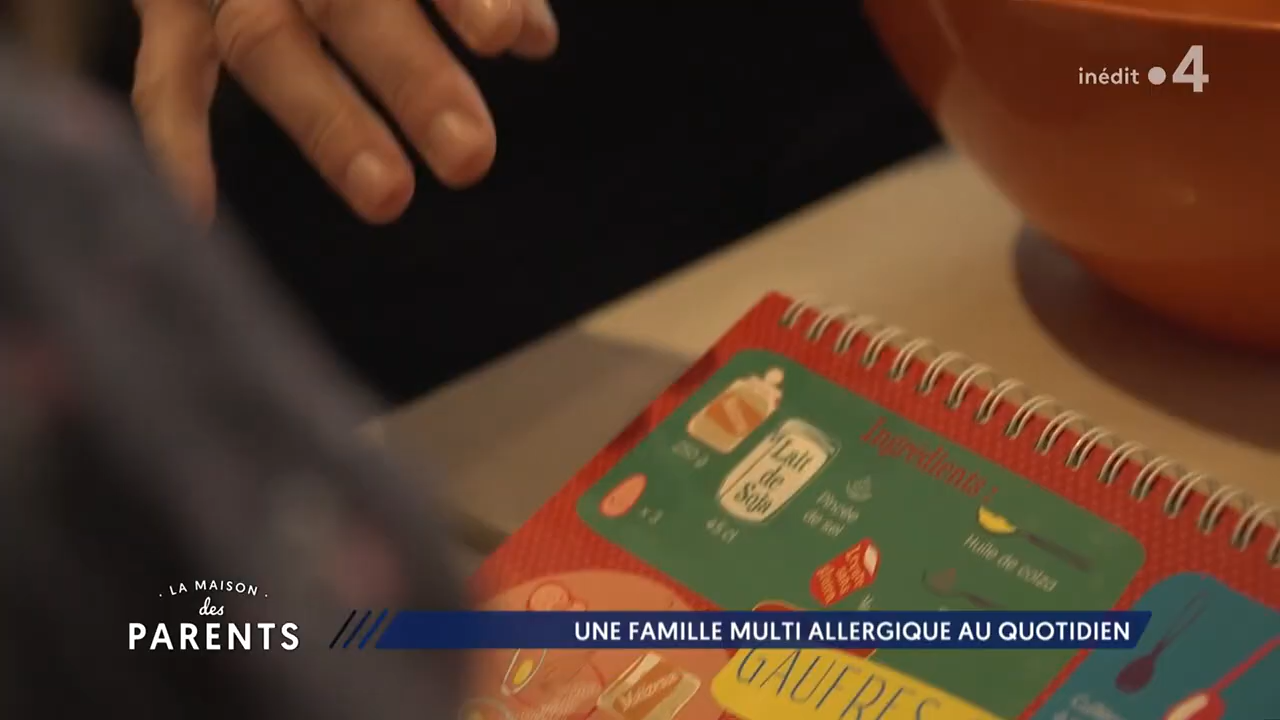 inédit 4
Ingrédients :
Lait
de
Soja
250 g
x 2
45 cl
Pincée
de sel
Huile de colza
· LA MAISON ·
des
PARENTS
UNE FAMILLE MULTI ALLERGIQUE AU QUOTIDIEN
GAUFRES